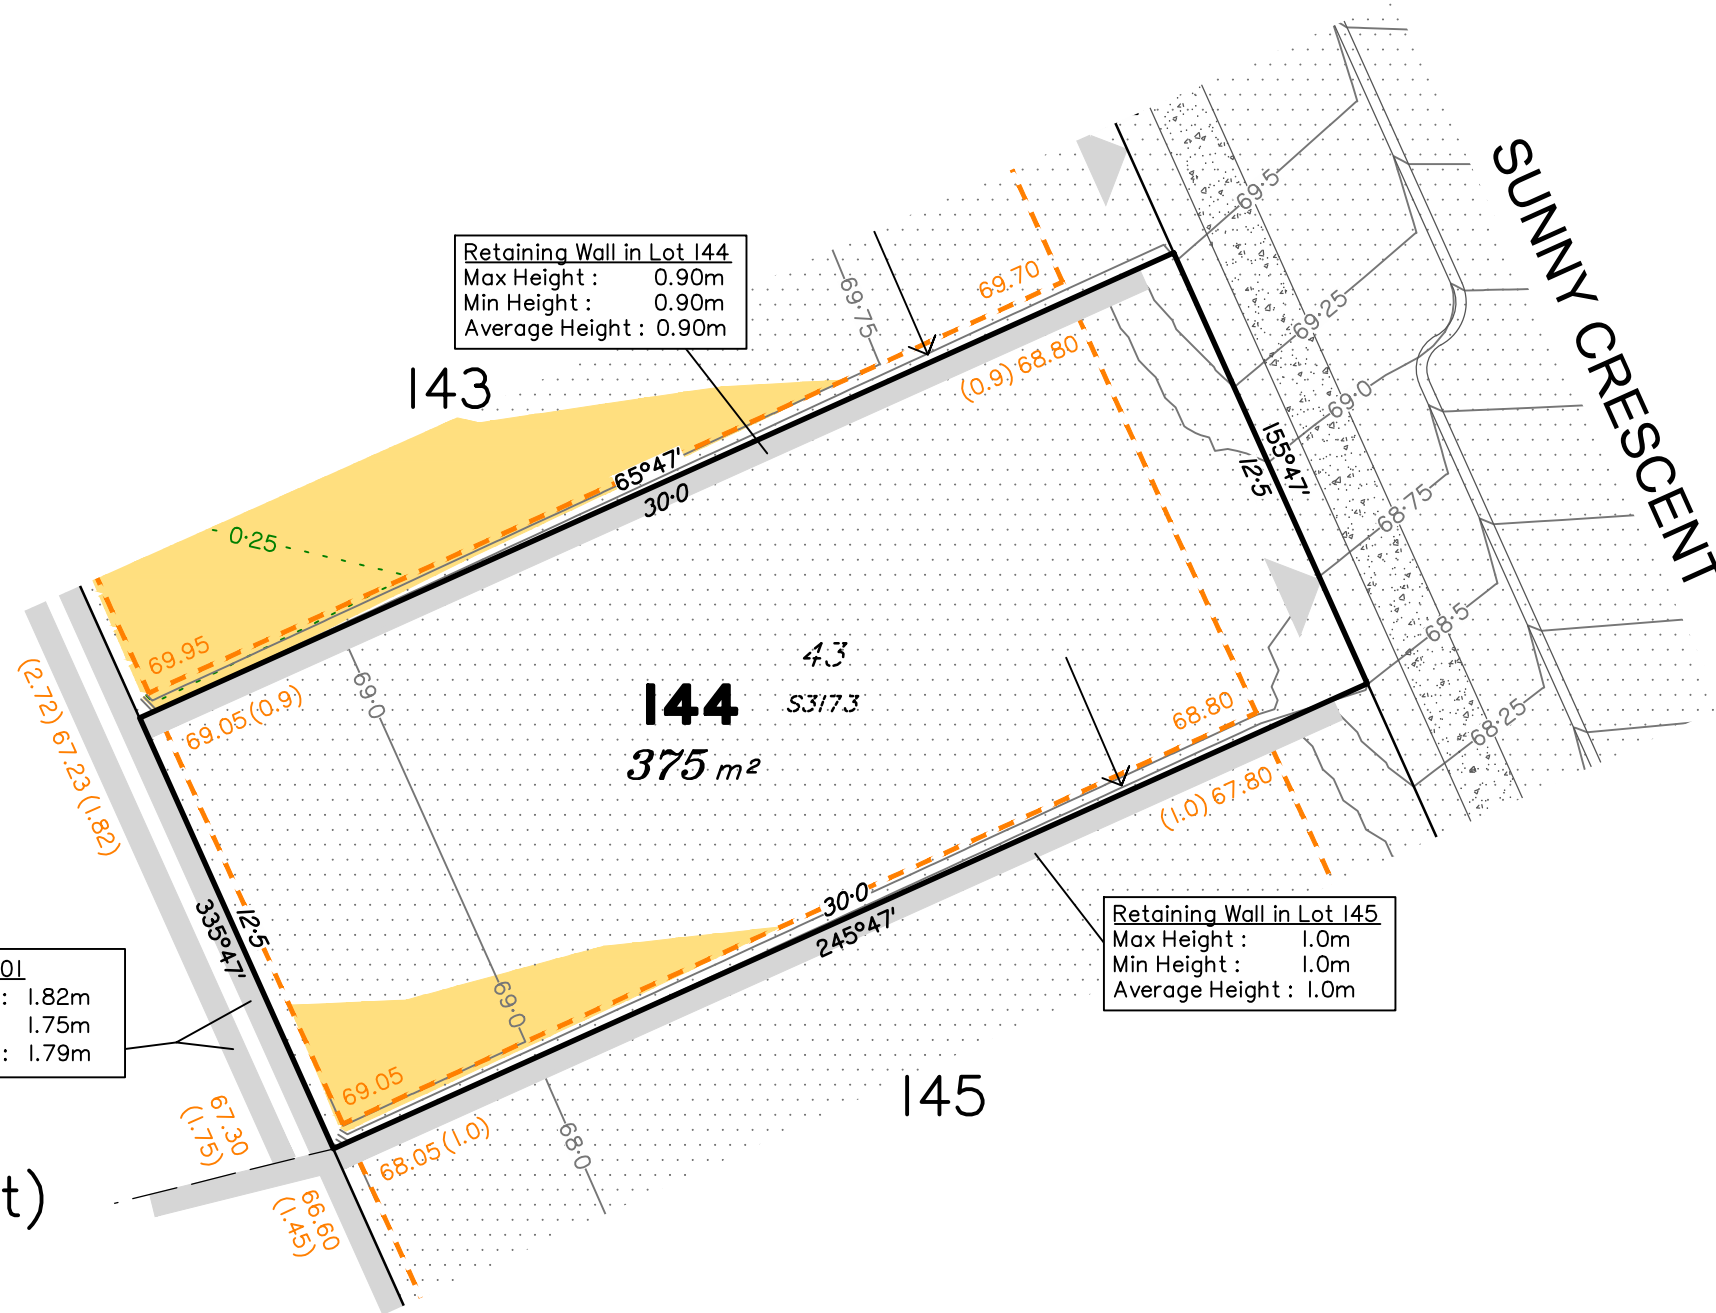 SUNNY CRESCENT
69·5
69·25
69·0
68·75
68·5
68·25
Retaining Wall in Lot 144
Max Height : 0.90m
Min Height : 0.90m
Average Height : 0.90m
69·75
69.70
(0.9) 68.80
143
65°47'
30·0
155°47'
12·5
0·25
69.95
69.05 (0.9)
(2.72) 67.23 (1.82)
69·0
43
144
S3173
375 m²
68.80
(1.0) 67.80
30·0
245°47'
335°47'
12·5
Retaining Wall in Lot 145
Max Height : 1.0m
Min Height : 1.0m
Average Height : 1.0m
01
: 1.82m
1.75m
: 1.79m
69·0
69.05
68.05 (1.0)
68·0
145
67.30
(1.75)
66.60
(1.45)
t)